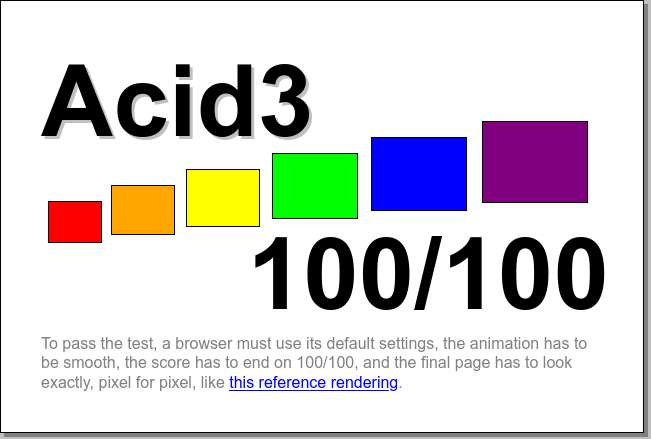 Acid3
100/100
To pass the test, a browser must use its default settings, the animation has to
be smooth, the score has to end on 100/100, and the final page has to look
exactly, pixel for pixel, like this reference rendering.